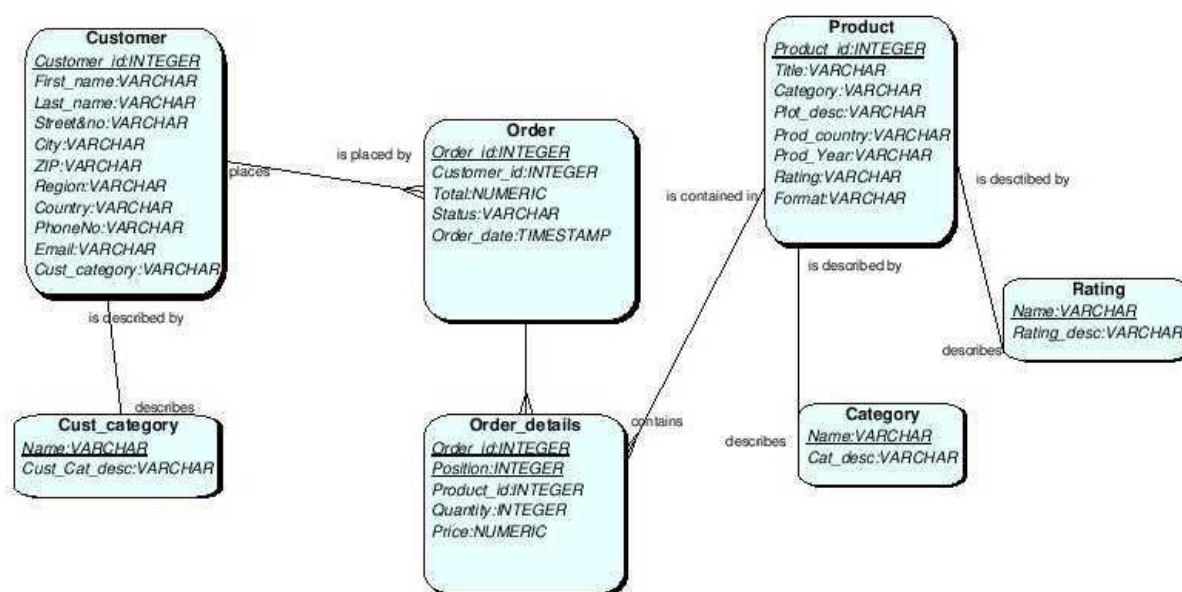 Customer
Customer_id:INTEGER
First_name:VARCHAR
Last_name:VARCHAR
Street&no:VARCHAR
City:VARCHAR
ZIP:VARCHAR
Region:VARCHAR
Country:VARCHAR
PhoneNo:VARCHAR
Email:VARCHAR
Cust_category:VARCHAR
places
is placed by
Order
Order_id:INTEGER
Customer_id:INTEGER
Total:NUMERIC
Status:VARCHAR
Order_date:TIMESTAMP
Product
Product_id:INTEGER
Title:VARCHAR
Category:VARCHAR
Plot_desc:VARCHAR
Prod_country:VARCHAR
Prod_Year:VARCHAR
Rating:VARCHAR
Format:VARCHAR
is contained in
is desctibed by
is described by
is described by
Rating
Name:VARCHAR
Rating_desc:VARCHAR
describes
describes
Cust_category
Name:VARCHAR
Cust_Cat_desc:VARCHAR
Order_details
Order_id:INTEGER
Position:INTEGER
Product_id:INTEGER
Quantity:INTEGER
Price:NUMERIC
contains
describes
Category
Name:VARCHAR
Cat_desc:VARCHAR